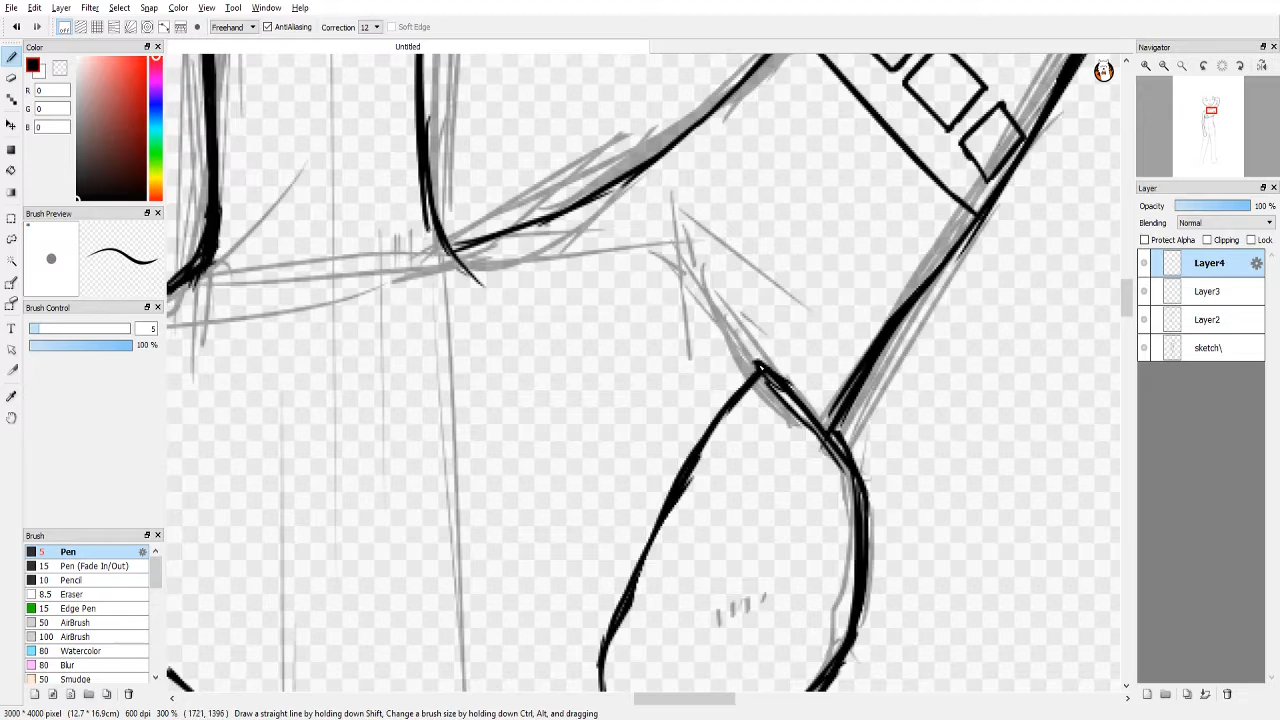 File Edit Layer Filter Select Snap Color View Tool Window Help
off Freehand AntiAliasing Correction 12 Soft Edge
Color
Untitled
Navigator
R 0
G 0
B 0
Brush Preview
Layer
Opacity 100 %
Blending Normal
Protect Alpha Clipping Lock
Layer4
Layer3
Layer2
sketch\
Brush Control
5
100 %
Brush
5 Pen
15 Pen (Fade In/Out)
10 Pencil
8.5 Eraser
15 Edge Pen
50 AirBrush
100 AirBrush
80 Watercolor
80 Blur
50 Smudge
3000 * 4000 pixel (12.7 * 16.9cm) 600 dpi 300 % ( 1721, 1396 ) Draw a straight line by holding down Shift, Change a brush size by holding down Ctrl, Alt, and dragging